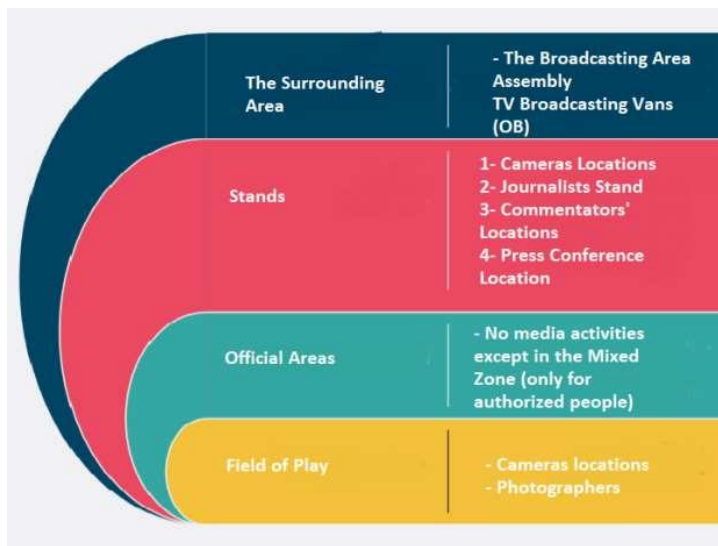 The Surrounding
Area
- The Broadcasting Area
Assembly
TV Broadcasting Vans
(OB)
Stands
1- Cameras Locations
2- Journalists Stand
3- Commentators'
Locations
4- Press Conference
Location
Official Areas
- No media activities
except in the Mixed
Zone (only for
authorized people)
Field of Play
- Cameras locations
- Photographers